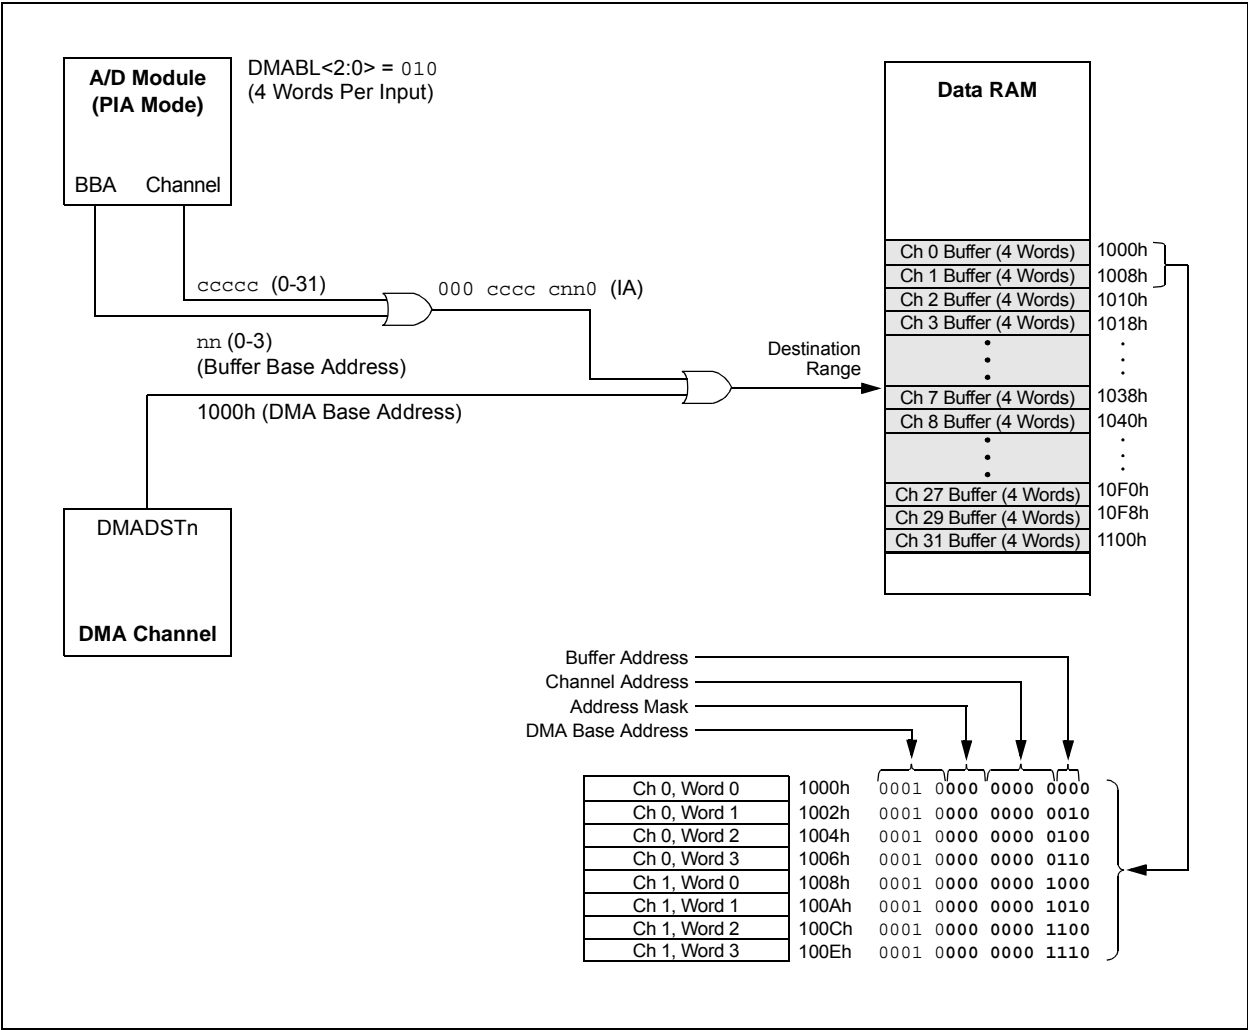 A/D Module
(PIA Mode)
BBA Channel
DMABL<2:0> = 010
(4 Words Per Input)
ccccc (0-31)
nn (0-3)
(Buffer Base Address)
000 cccc cnn0 (IA)
1000h (DMA Base Address)
Destination
Range
DMADSTn
DMA Channel
Data RAM
Ch 0 Buffer (4 Words) 1000h
Ch 1 Buffer (4 Words) 1008h
Ch 2 Buffer (4 Words) 1010h
Ch 3 Buffer (4 Words) 1018h
Ch 7 Buffer (4 Words) 1038h
Ch 8 Buffer (4 Words) 1040h
Ch 27 Buffer (4 Words) 10F0h
Ch 29 Buffer (4 Words) 10F8h
Ch 31 Buffer (4 Words) 1100h
Buffer Address
Channel Address
Address Mask
DMA Base Address
Ch 0, Word 0 1000h 0001 0000 0000 0000
Ch 0, Word 1 1002h 0001 0000 0000 0010
Ch 0, Word 2 1004h 0001 0000 0000 0100
Ch 0, Word 3 1006h 0001 0000 0000 0110
Ch 1, Word 0 1008h 0001 0000 0000 1000
Ch 1, Word 1 100Ah 0001 0000 0000 1010
Ch 1, Word 2 100Ch 0001 0000 0000 1100
Ch 1, Word 3 100Eh 0001 0000 0000 1110